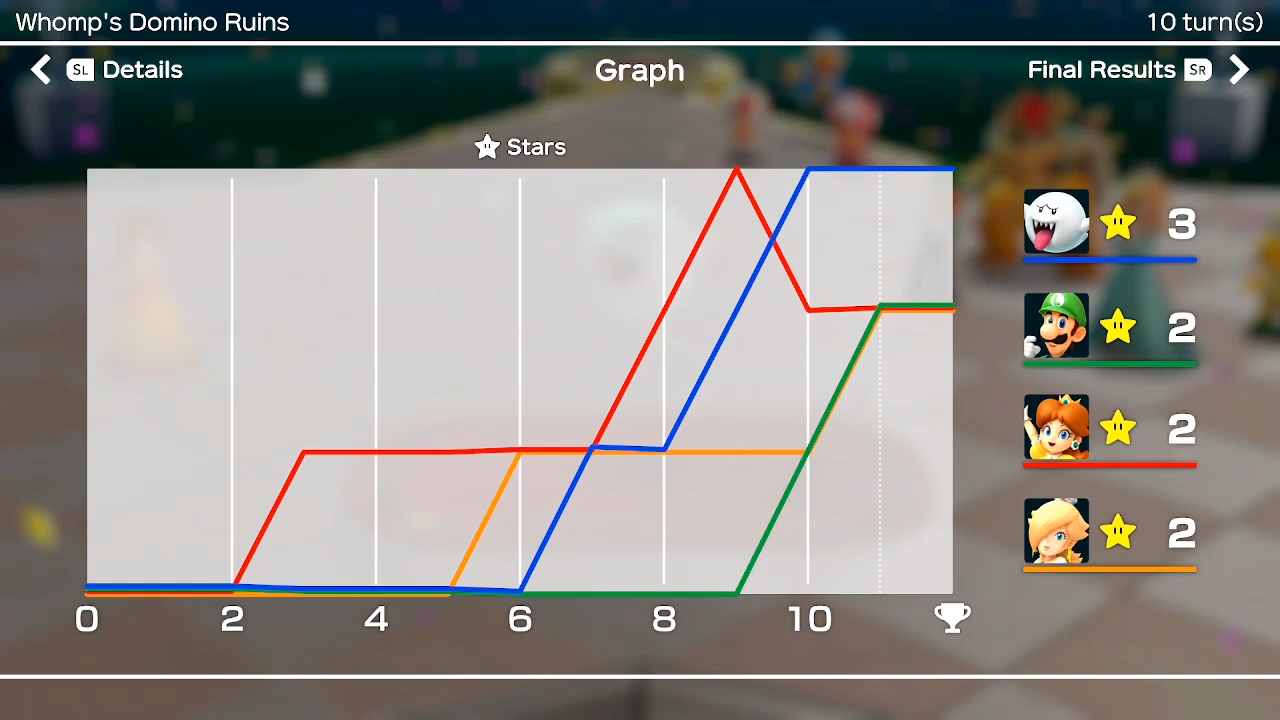 Whomp's Domino Ruins
10 turn(s)
SL Details
Graph
Final Results SR
Stars
3
2
2
2
0 2 4 6 8 10